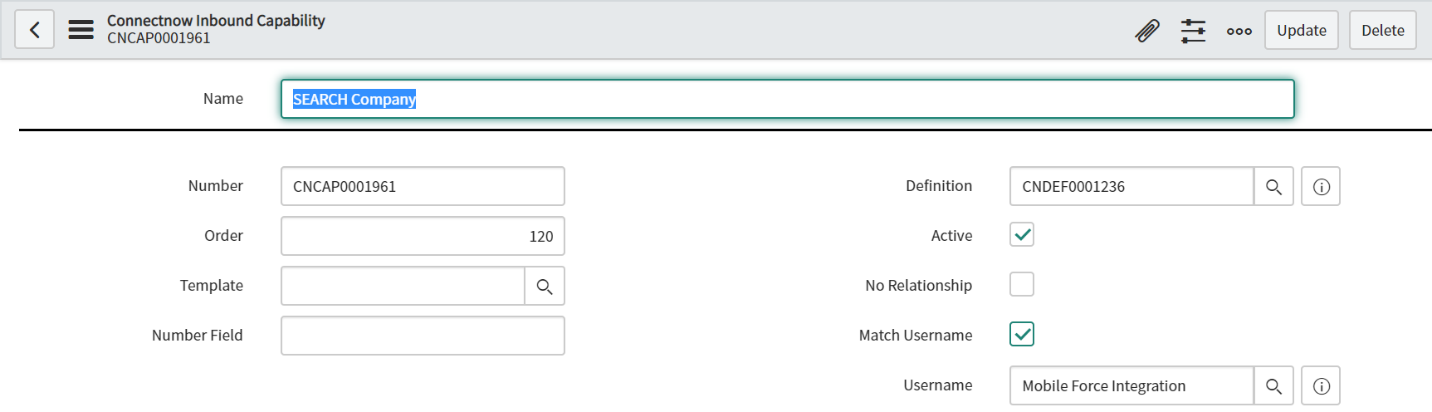 Connectnow Inbound Capability
CNCAP0001961
Update
Delete
Name
SEARCH Company
Number
CNCAP0001961
Definition
CNDEF0001236
Order
120
Active
Template
No Relationship
Number Field
Match Username
Username
Mobile Force Integration